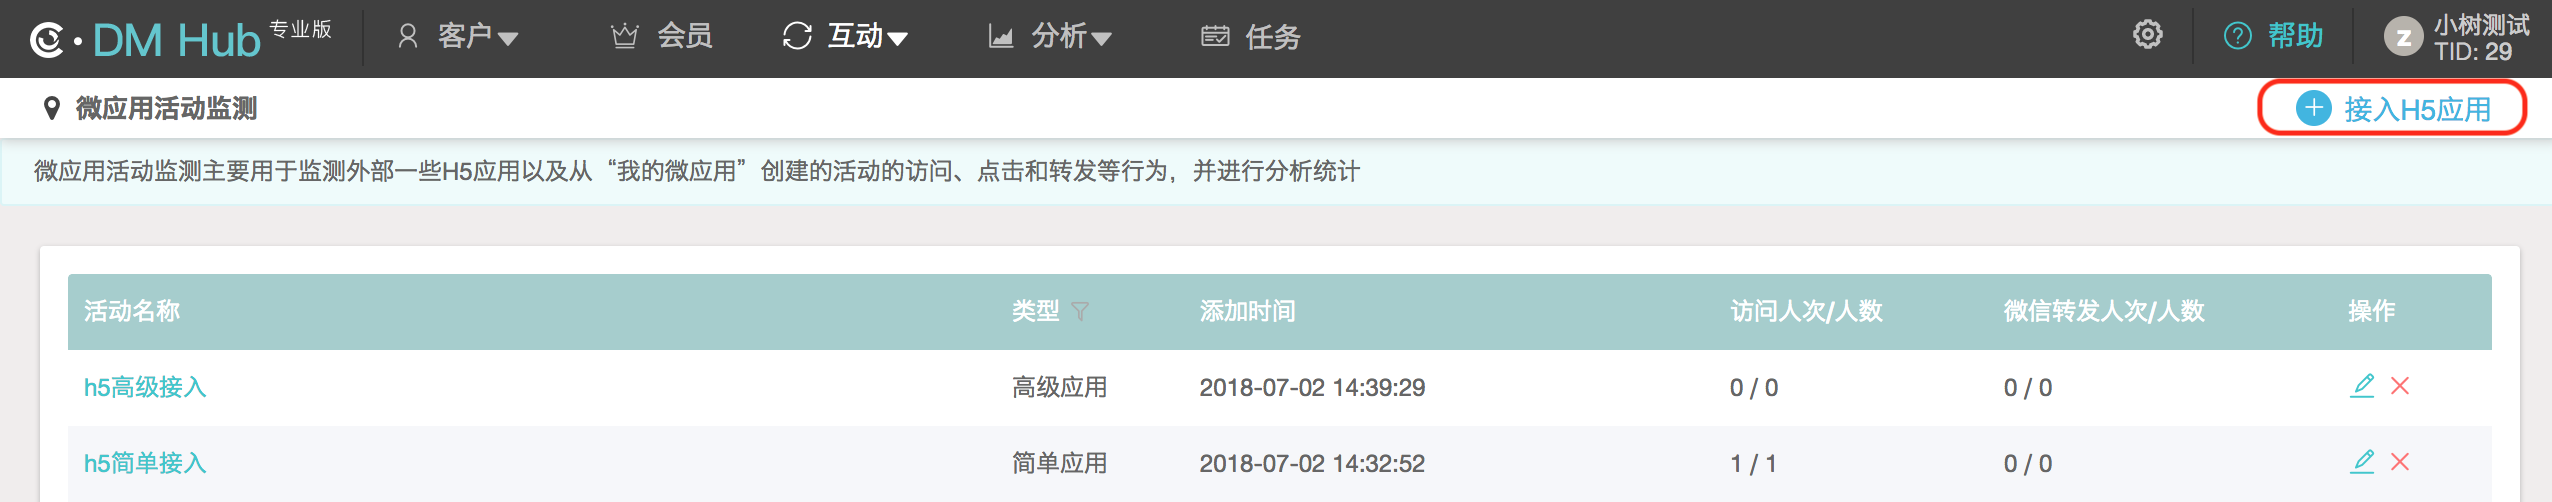 DM Hub 专业版 客户 会员 互动 分析 任务 帮助 z 小树测试
TID: 29
微应用活动监测 接入H5应用
微应用活动监测主要用于监测外部一些H5应用以及从“我的微应用”创建的活动的访问、点击和转发等行为，并进行分析统计
活动名称 类型 添加时间 访问人次/人数 微信转发人次/人数 操作
h5高级接入 高级应用 2018-07-02 14:39:29 0 / 0 0 / 0
h5简单接入 简单应用 2018-07-02 14:32:52 1 / 1 0 / 0